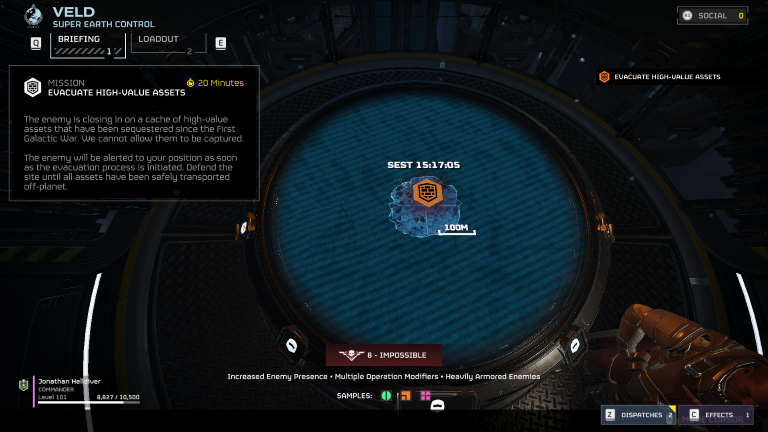 VELD
SUPER EARTH CONTROL
Q
BRIEFING
1
LOADOUT
2
E
SOCIAL 0
MISSION
20 Minutes
EVACUATE HIGH-VALUE ASSETS
The enemy is closing in on a cache of high-value
assets that have been sequestered since the First
Galactic War. We cannot allow them to be captured.
The enemy will be alerted to your position as soon
as the evacuation process is initiated. Defend the
site until all assets have been safely transported
off-planet.
EVACUATE HIGH-VALUE ASSETS
SEST 15:17:05
100M
8 - IMPOSSIBLE
Increased Enemy Presence • Multiple Operation Modifiers • Heavily Armored Enemies
SAMPLES:
Jonathan Helldiver
COMMANDER
Level 101
8,827 / 10,500
Z DISPATCHES 2
C EFFECTS 1
CURSOR